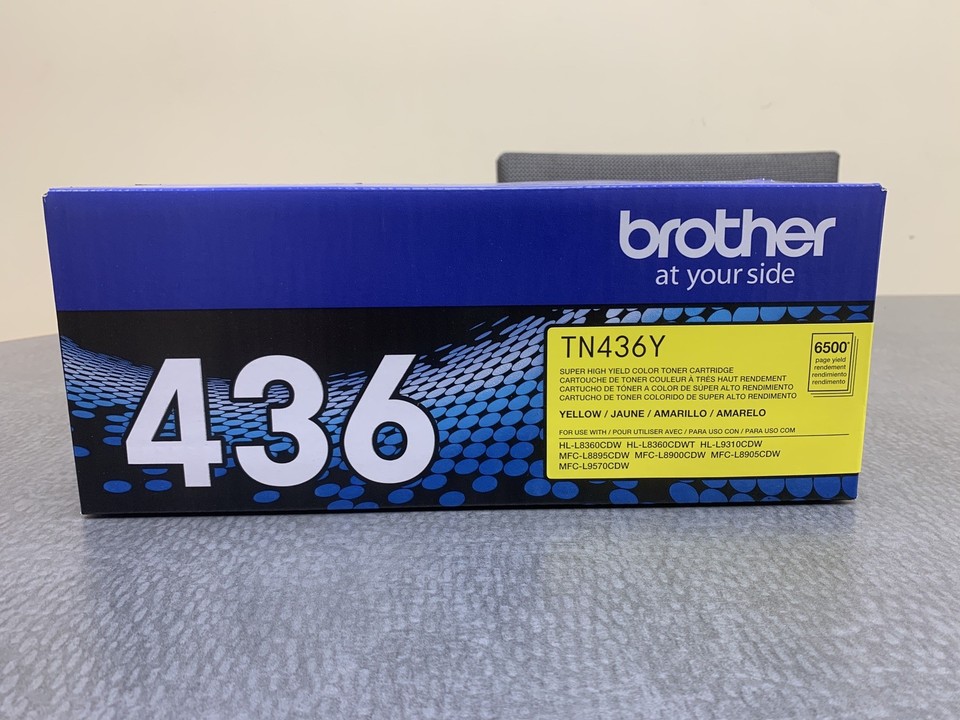 brother
at your side
436
TN436Y
SUPER HIGH YIELD COLOR TONER CARTRIDGE
CARTOUCHE DE TONER COULEUR À TRÈS HAUT RENDEMENT
CARTUCHO DE TÓNER A COLOR DE SÚPER ALTO RENDIMIENTO
CARTUCHO DE TONER COLORIDO DE SUPER ALTO RENDIMENTO
YELLOW / JAUNE / AMARILLO / AMARELO
FOR USE WITH / POUR UTILISER AVEC / PARA USO CON / PARA USO COM
HL-L8360CDW HL-L8360CDWT HL-L9310CDW
MFC-L8895CDW MFC-L8900CDW MFC-L8905CDW
MFC-L9570CDW
6500*
page yield
rendement
rendimiento
rendimento